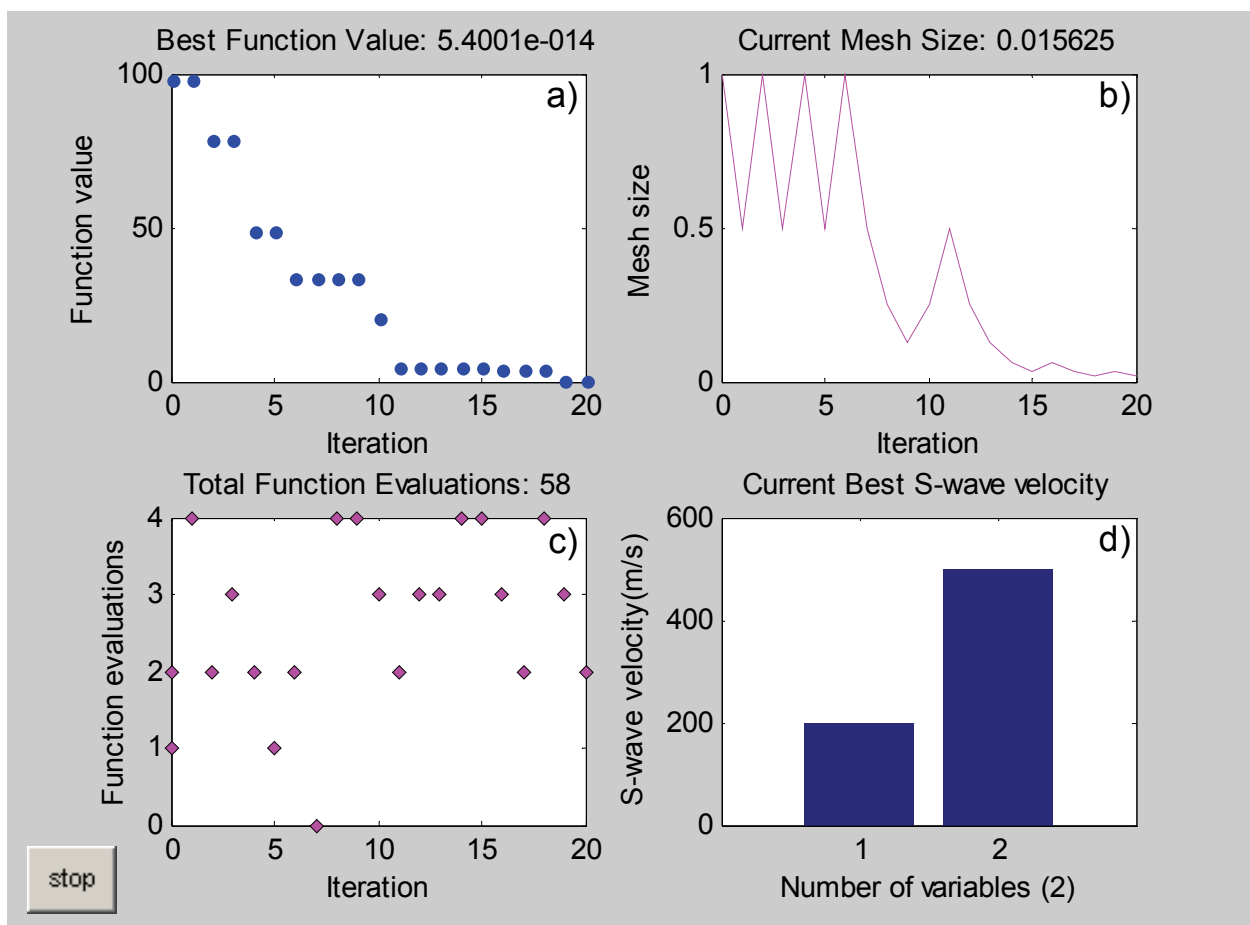 Best Function Value: 5.4001e-014
a)
Function value
100
50
0
0 5 10 15 20
Iteration
Current Mesh Size: 0.015625
b)
Mesh size
1
0.5
0
0 5 10 15 20
Iteration
Total Function Evaluations: 58
c)
Function evaluations
4
3
2
1
0
0 5 10 15 20
Iteration
Current Best S-wave velocity
d)
S-wave velocity(m/s)
600
400
200
0
1 2
Number of variables (2)
stop